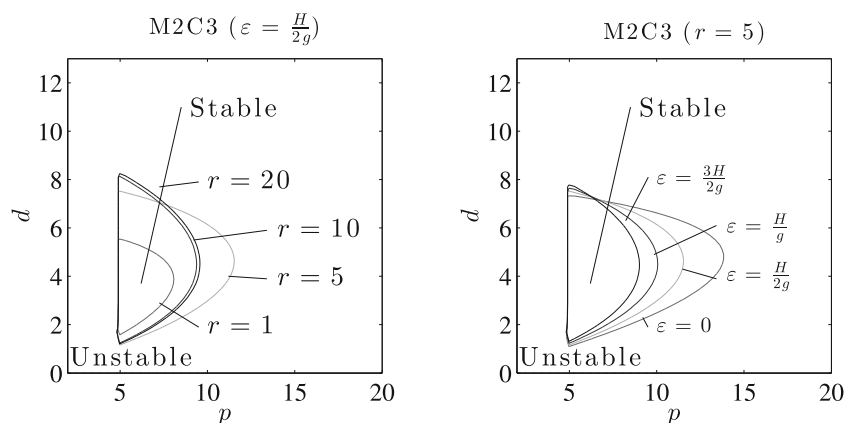 M2C3 (ε = H/2g)
12
10
8
6
4
2
0
d
Stable
r = 20
r = 10
r = 5
r = 1
Unstable
5
10
15
20
p
M2C3 (r = 5)
12
10
8
6
4
2
0
d
Stable
ε = 3H/2g
ε = H/g
ε = H/2g
ε = 0
Unstable
5
10
15
20
p